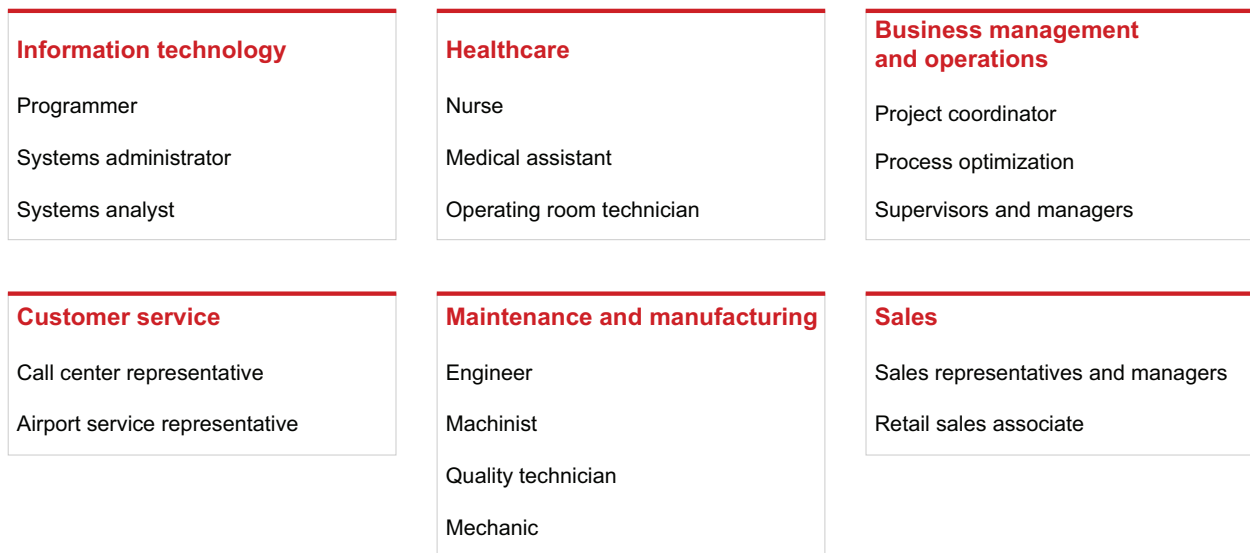 Information technology
Programmer
Systems administrator
Systems analyst
Healthcare
Nurse
Medical assistant
Operating room technician
Business management
and operations
Project coordinator
Process optimization
Supervisors and managers
Customer service
Call center representative
Airport service representative
Maintenance and manufacturing
Engineer
Machinist
Quality technician
Mechanic
Sales
Sales representatives and managers
Retail sales associate